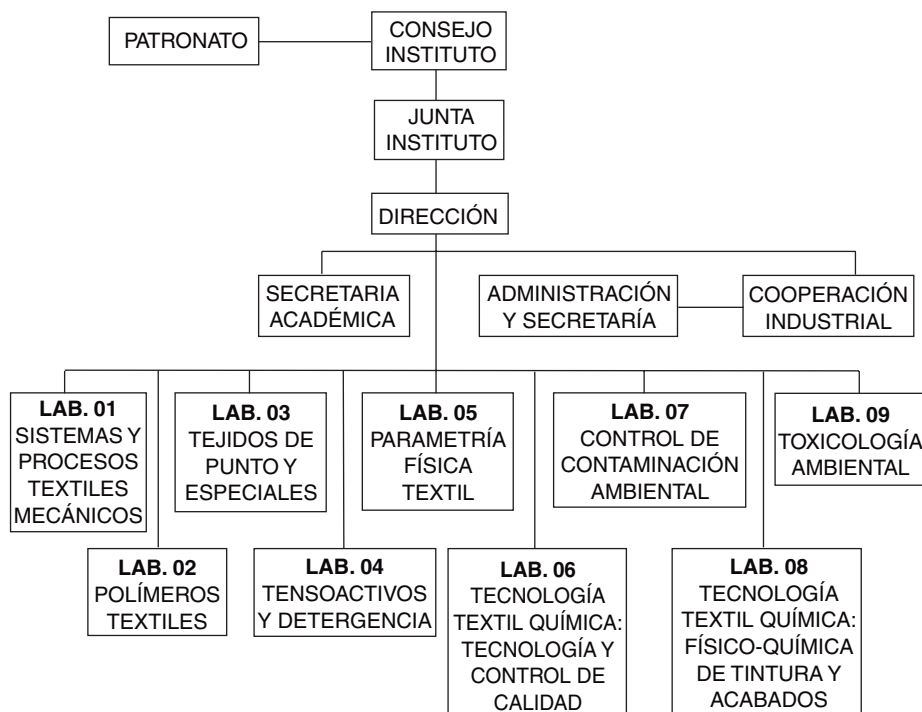 PATRONATO
CONSEJO
INSTITUTO
JUNTA
INSTITUTO
DIRECCIÓN
SECRETARIA
ACADÉMICA
ADMINISTRACIÓN
Y SECRETARÍA
COOPERACIÓN
INDUSTRIAL
LAB. 01
SISTEMAS Y
PROCESOS
TEXTILES
MECÁNICOS
LAB. 03
TEJIDOS DE
PUNTO Y
ESPECIALES
LAB. 05
PARAMETRÍA
FÍSICA
TEXTIL
LAB. 07
CONTROL DE
CONTAMINACIÓN
AMBIENTAL
LAB. 09
TOXICOLOGÍA
AMBIENTAL
LAB. 02
POLÍMEROS
TEXTILES
LAB. 04
TENSOACTIVOS
Y DETERGENCIA
LAB. 06
TECNOLOGÍA
TEXTIL QUÍMICA:
TECNOLOGÍA Y
CONTROL DE
CALIDAD
LAB. 08
TECNOLOGÍA
TEXTIL QUÍMICA:
FÍSICO-QUÍMICA
DE TINTURA Y
ACABADOS